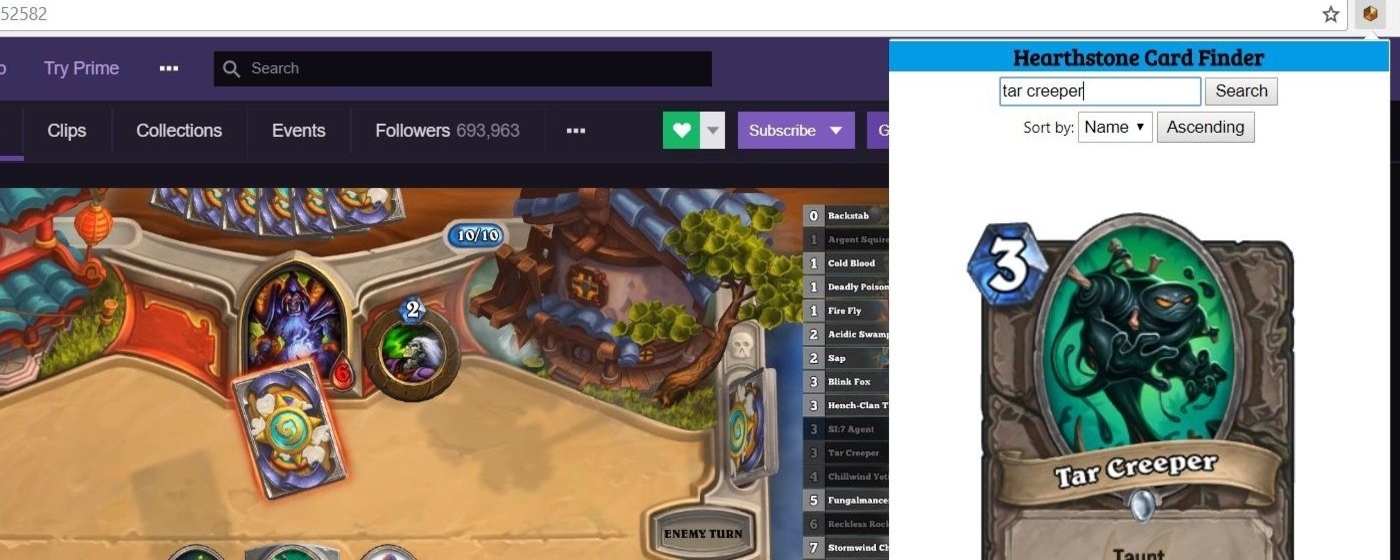 52582
Try Prime
Search
Clips
Collections
Events
Followers 693,963
Subscribe
Hearthstone Card Finder
tar creeper
Search
Sort by: Name
Ascending
10/10
2
6
0 Backstab
1 Argent Squire
1 Cold Blood
1 Deadly Poison
1 Fire Fly
2 Acidic Swamp
2 Sap
3 Blink Fox
3 Hench-Clan T
3 SI:7 Agent
3 Tar Creeper
4 Chillwind Yet
5 Fungalmance
6 Reckless Rock
7 Stormwind Ch
ENEMY TURN
3
Tar Creeper
Taunt